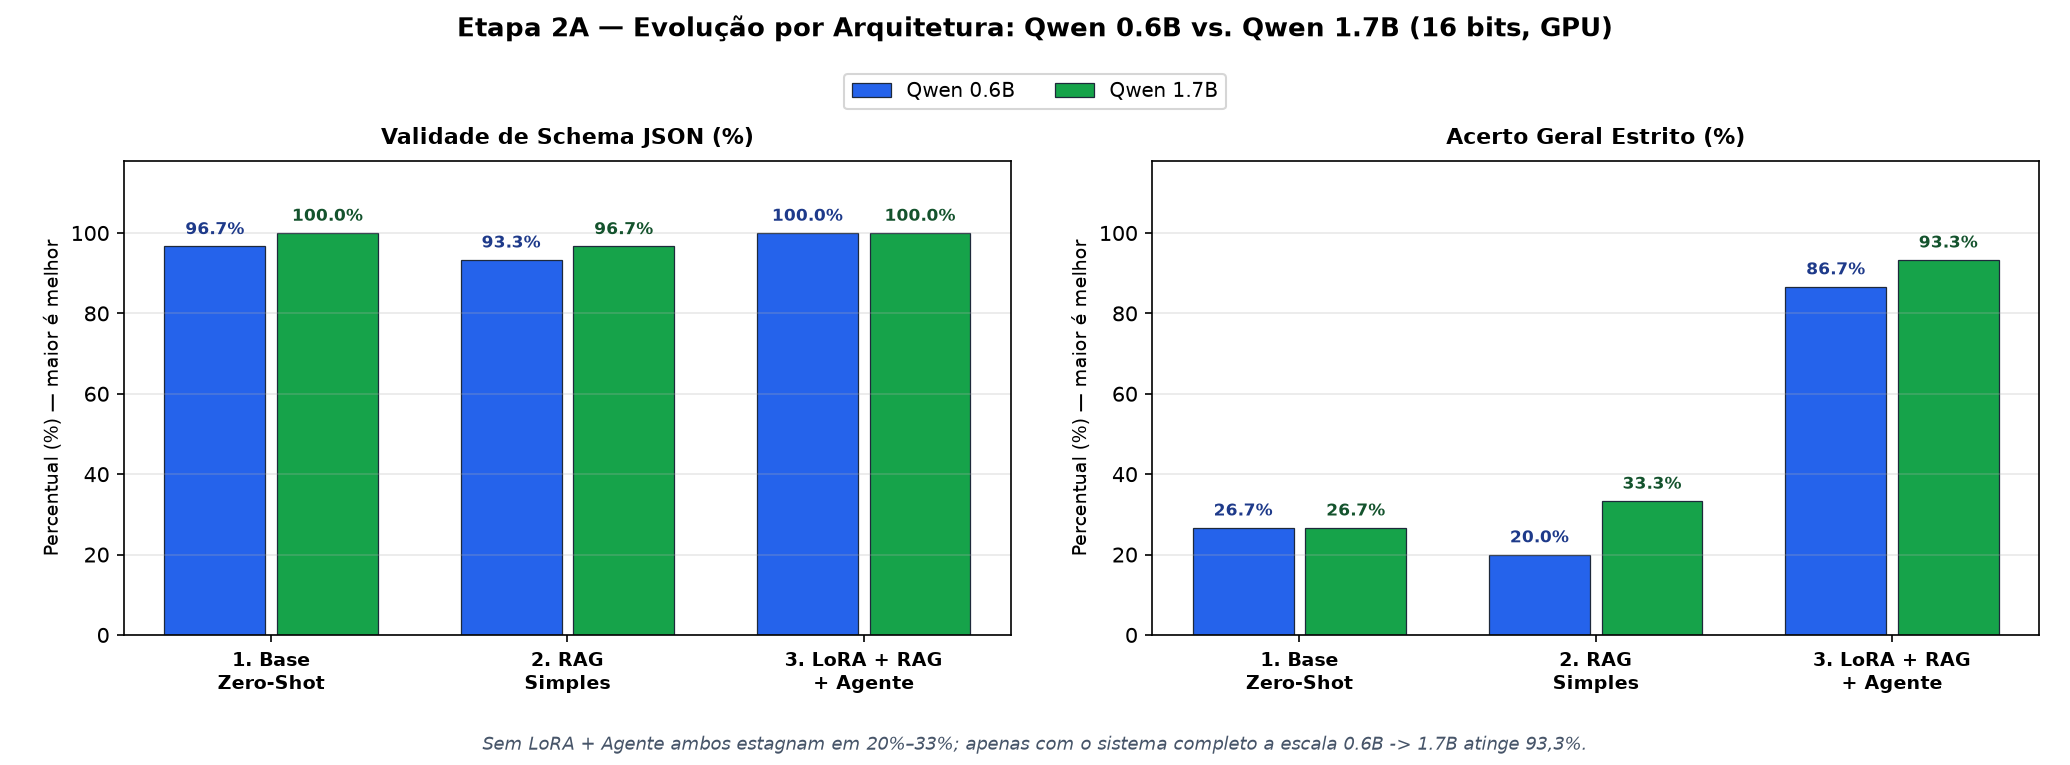 Etapa 2A — Evolução por Arquitetura: Qwen 0.6B vs. Qwen 1.7B (16 bits, GPU)
Qwen 0.6B
Qwen 1.7B
Validade de Schema JSON (%)
Percentual (%) — maior é melhor
100
80
60
40
20
0
96.7%
100.0%
93.3%
96.7%
100.0%
100.0%
1. Base
Zero-Shot
2. RAG
Simples
3. LoRA + RAG
+ Agente
Acerto Geral Estrito (%)
Percentual (%) — maior é melhor
100
80
60
40
20
0
26.7%
26.7%
20.0%
33.3%
86.7%
93.3%
1. Base
Zero-Shot
2. RAG
Simples
3. LoRA + RAG
+ Agente
Sem LoRA + Agente ambos estagnam em 20%–33%; apenas com o sistema completo a escala 0.6B -> 1.7B atinge 93,3%.